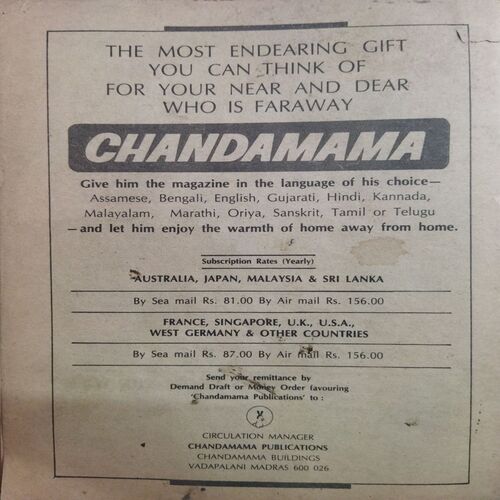 THE MOST ENDEARING GIFT
YOU CAN THINK OF
FOR YOUR NEAR AND DEAR
WHO IS FARAWAY
CHANDAMAMA
Give him the magazine in the language of his choice—
Assamese, Bengali, English, Gujarati, Hindi, Kannada,
Malayalam, Marathi, Oriya, Sanskrit, Tamil or Telugu
—and let him enjoy the warmth of home away from home.
Subscription Rates (Yearly)
AUSTRALIA, JAPAN, MALAYSIA & SRI LANKA
By Sea mail Rs. 81.00 By Air mail Rs. 156.00
FRANCE, SINGAPORE, U.K., U.S.A.,
WEST GERMANY & OTHER COUNTRIES
By Sea mail Rs. 87.00 By Air mail Rs. 156.00
Send your remittance by
Demand Draft or Money Order favouring
'Chandamama Publications' to :
CIRCULATION MANAGER
CHANDAMAMA PUBLICATIONS
CHANDAMAMA BUILDINGS
VADAPALANI MADRAS 600 026